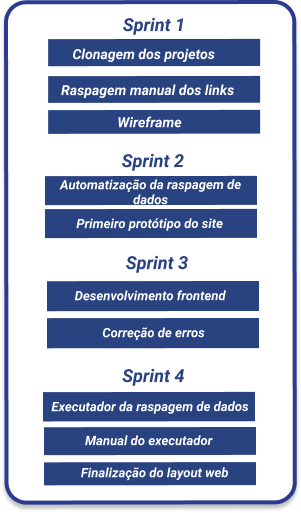 Sprint 1
Clonagem dos projetos
Raspagem manual dos links
Wireframe
Sprint 2
Automatização da raspagem de
dados
Primeiro protótipo do site
Sprint 3
Desenvolvimento frontend
Correção de erros
Sprint 4
Executador da raspagem de dados
Manual do executador
Finalização do layout web